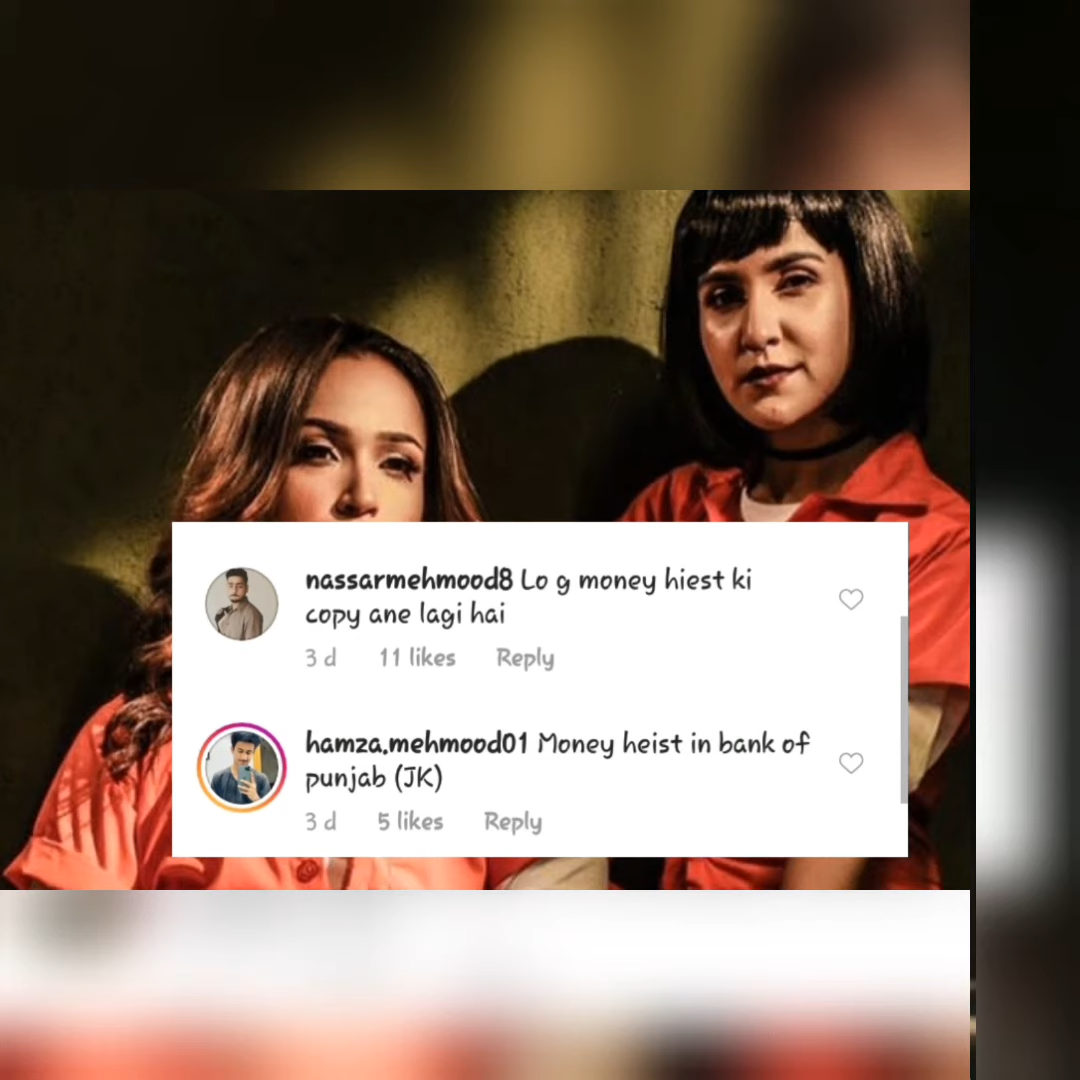 nassarmehmood8 Lo g money hiest ki
copy ane lagi hai
3 d 11 likes Reply
hamza.mehmood01 Money heist in bank of
punjab (JK)
3 d 5 likes Reply